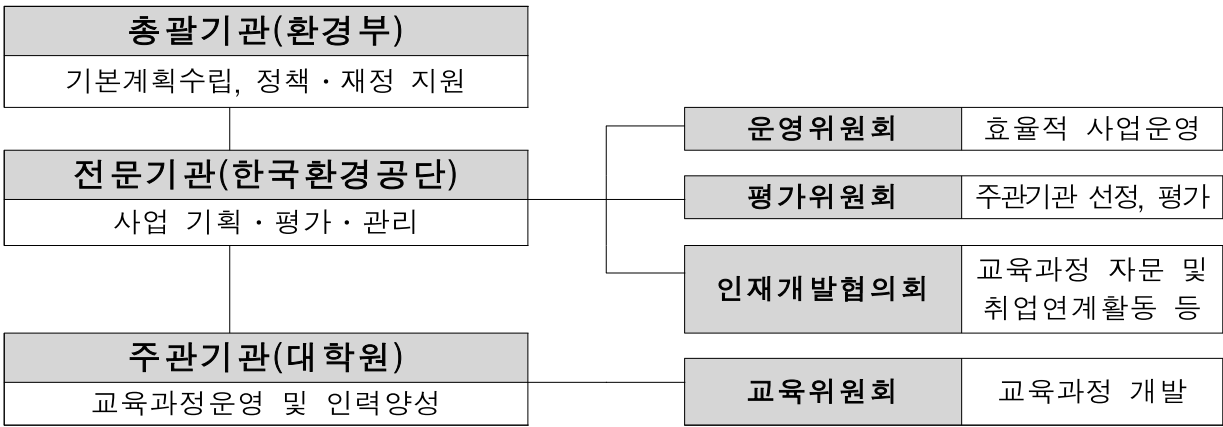 총괄기관(환경부)
기본계획수립, 정책·재정 지원
전문기관(한국환경공단)
사업 기획·평가·관리
운영위원회 효율적 사업운영
평가위원회 주관기관 선정, 평가
인재개발협의회 교육과정 자문 및
취업연계활동 등
주관기관(대학원)
교육과정운영 및 인력양성
교육위원회 교육과정 개발